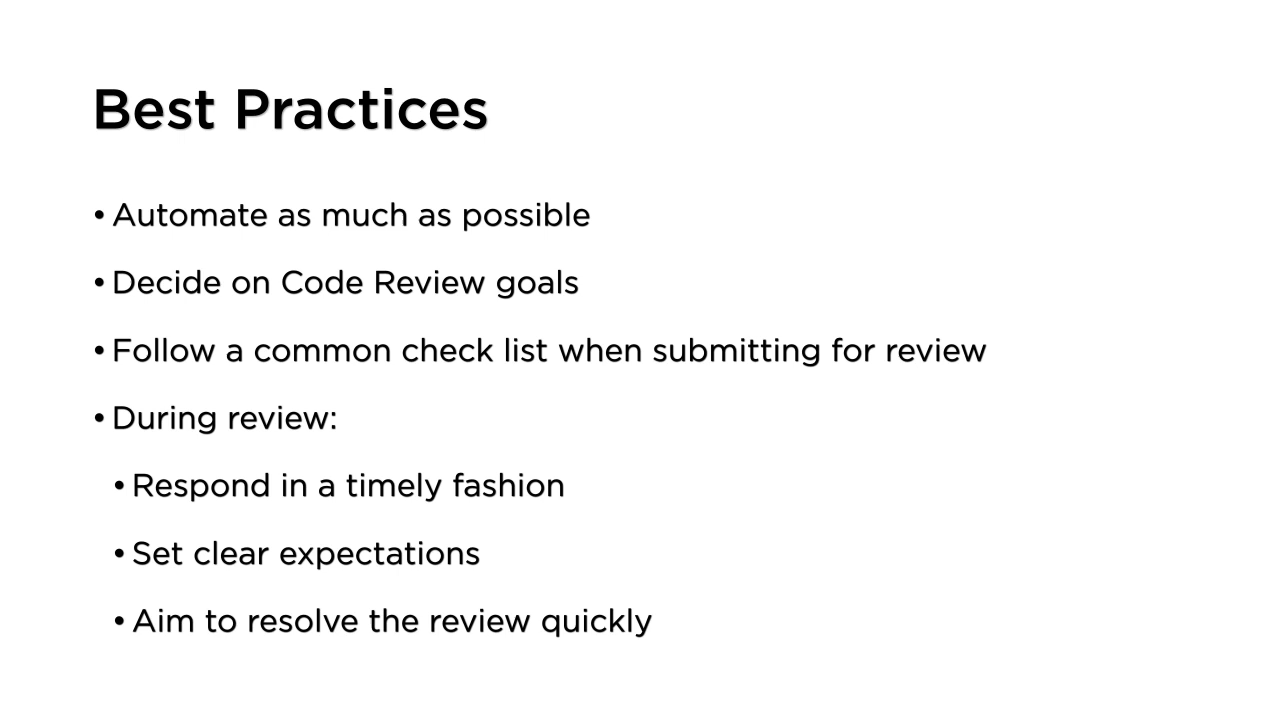 Best Practices
• Automate as much as possible
• Decide on Code Review goals
• Follow a common check list when submitting for review
• During review:
• Respond in a timely fashion
• Set clear expectations
• Aim to resolve the review quickly